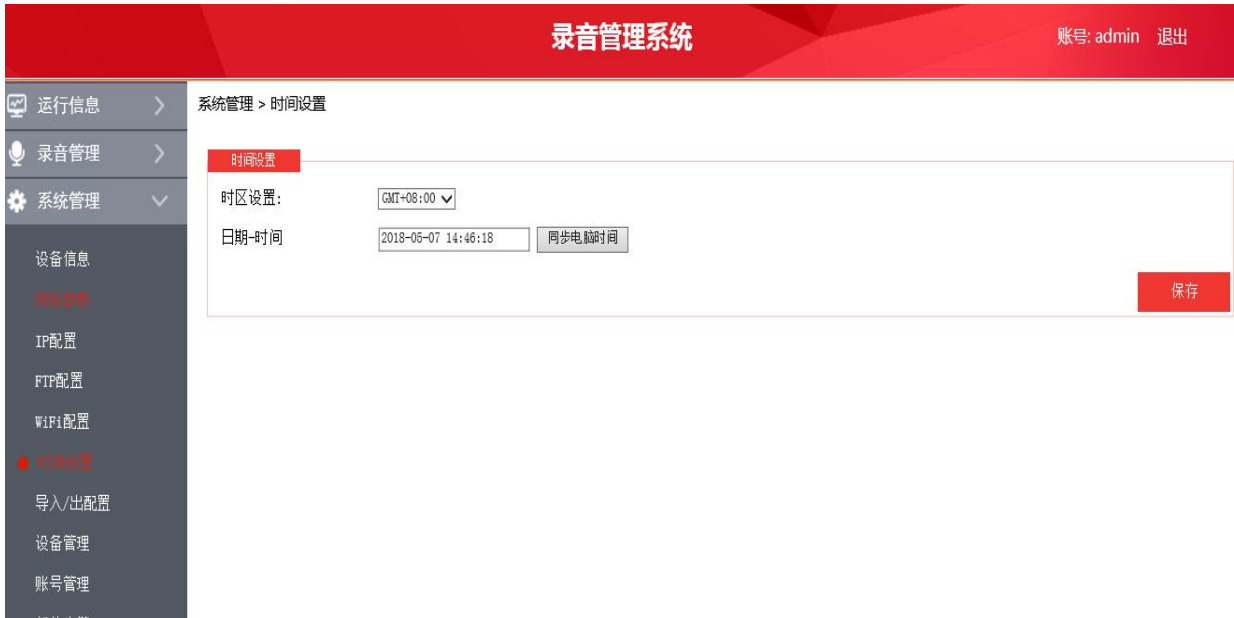 录音管理系统
账号: admin 退出
运行信息
录音管理
系统管理
设备信息
IP配置
FTP配置
WiFi配置
时间设置
导入/出配置
设备管理
账号管理
系统管理 > 时间设置
时间设置
时区设置:
GMT+08:00
日期-时间
2018-05-07 14:46:18 同步电脑时间
保存